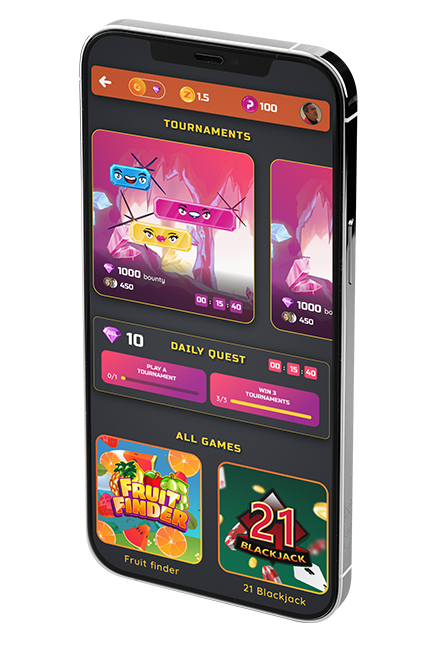 1.5
100
TOURNAMENTS
1000 bounty
450
00 : 15 : 40
1000 bo
450
10
DAILY QUEST
00 : 15 : 40
PLAY A
TOURNAMENT
0/1
WIN 3
TOURNAMENTS
3/3
ALL GAMES
FRUIT
FINDER
21
BLACKJACK
Fruit finder
21 Blackjack